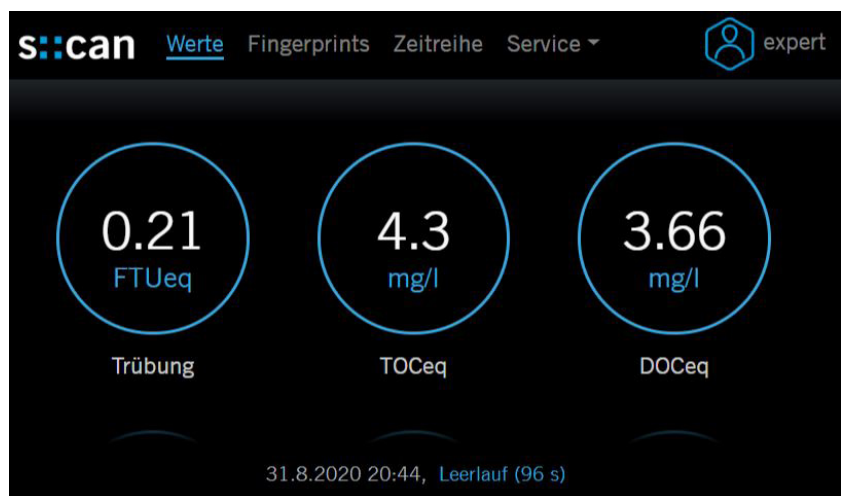 s::can Werte Fingerprints Zeitreihe Service expert
0.21 4.3 3.66
FTUeq mg/l mg/l
Trübung TOCeq DOCeq
31.8.2020 20:44, Leerlauf (96 s)